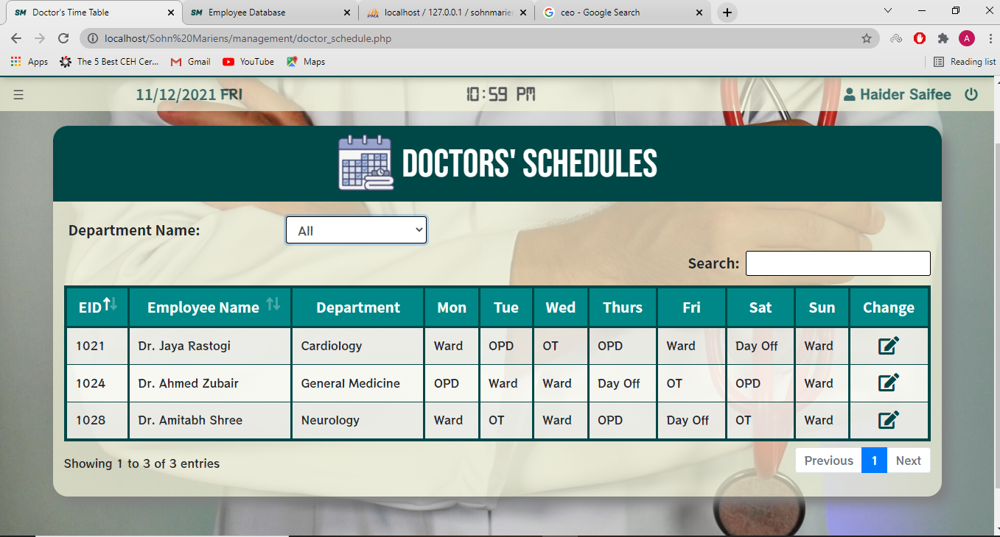 SM Doctor's Time Table SM Employee Database PMA localhost / 127.0.0.1 / sohnmarie G ceo - Google Search
localhost/Sohn%20Mariens/management/doctor_schedule.php A
Apps The 5 Best CEH Cer... Gmail YouTube Maps Reading list
11/12/2021 FRI 10:59 PM Haider Saifee
DOCTORS' SCHEDULES
Department Name: All
Search:
EID Employee Name Department Mon Tue Wed Thurs Fri Sat Sun Change
1021 Dr. Jaya Rastogi Cardiology Ward OPD OT OPD Ward Day Off Ward
1024 Dr. Ahmed Zubair General Medicine OPD Ward Ward Day Off OT OPD Ward
1028 Dr. Amitabh Shree Neurology Ward OT Ward OPD Day Off OT Ward
Showing 1 to 3 of 3 entries Previous 1 Next